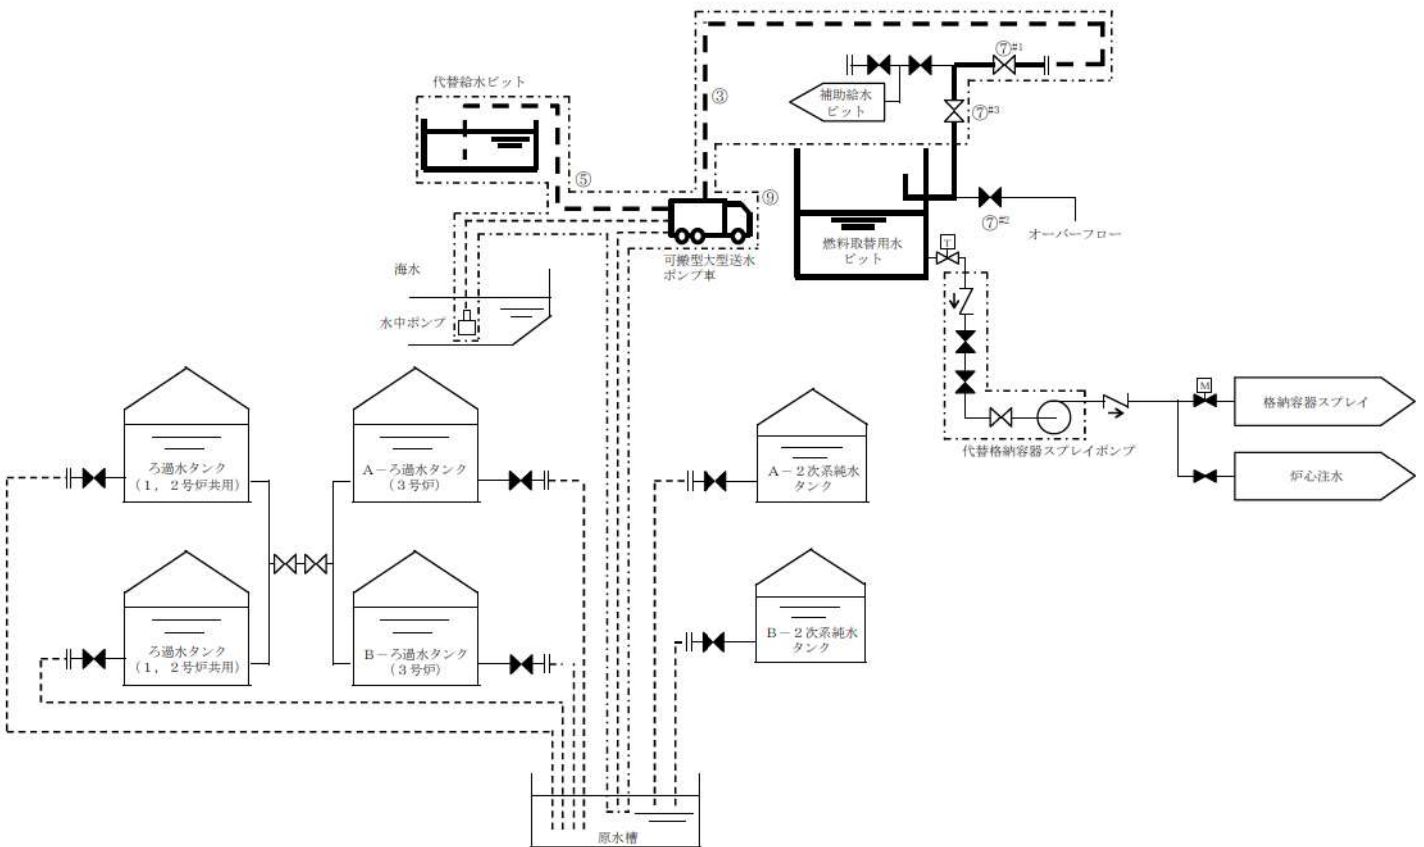 ⑦#1
代替給水ピット
③
補助給水
ピット
⑦#3
⑤
⑨
⑦#2
オーバーフロー
燃料取替用水
ピット
T
可搬型大型送水
ポンプ車
海水
水中ポンプ
M
格納容器スプレイ
代替格納容器スプレイポンプ
炉心注水
ろ過水タンク
(1,2号炉共用)
A-ろ過水タンク
(3号炉)
A-2次系純水
タンク
ろ過水タンク
(1,2号炉共用)
B-ろ過水タンク
(3号炉)
B-2次系純水
タンク
原水槽